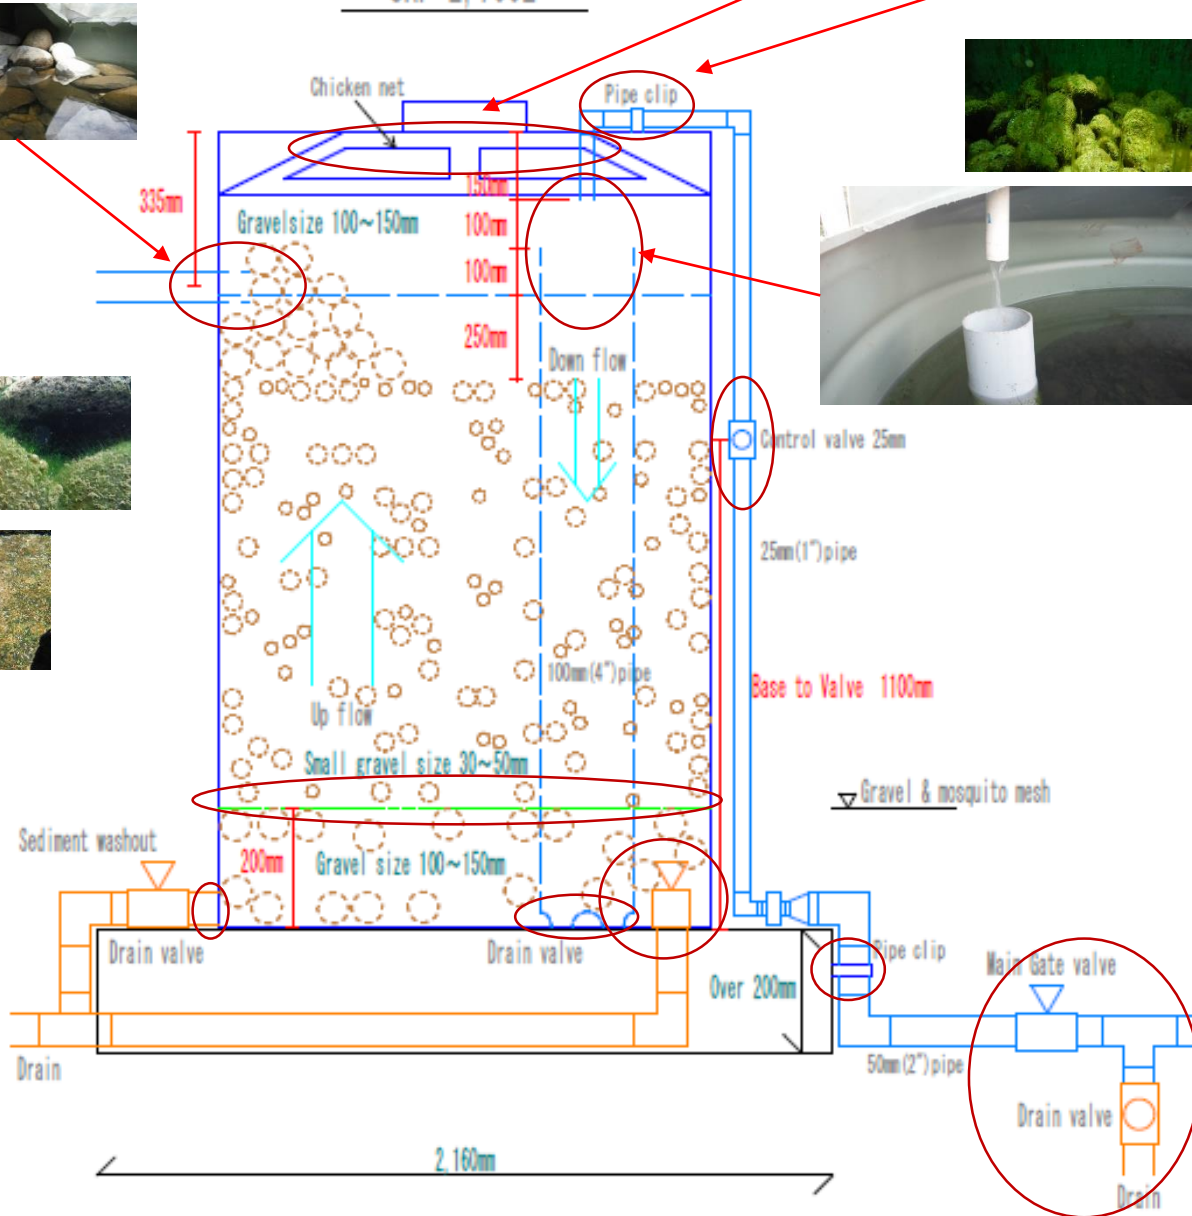 Chicken net
Pipe clip
335mm
150mm
Gravelsize 100~150mm
100mm
100mm
250mm
Down flow
Control valve 25mm
25mm(1")pipe
100mm(4")pipe
Base to Valve 1100mm
Up flow
Small gravel size 30~50mm
Gravel & mosquito mesh
Sediment washout
200mm
Gravel size 100~150mm
Drain valve
Drain valve
Pipe clip
Main Gate valve
Over 200mm
Drain
50mm(2")pipe
Drain valve
2,160mm
Drain